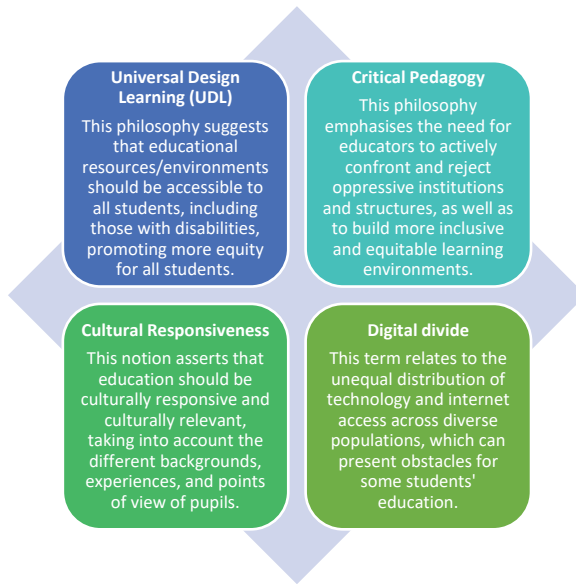 Universal Design
Learning (UDL)
This philosophy suggests
that educational
resources/environments
should be accessible to
all students, including
those with disabilities,
promoting more equity
for all students.
Critical Pedagogy
This philosophy
emphasises the need for
educators to actively
confront and reject
oppressive institutions
and structures, as well as
to build more inclusive
and equitable learning
environments.
Cultural Responsiveness
This notion asserts that
education should be
culturally responsive and
culturally relevant,
taking into account the
different backgrounds,
experiences, and points
of view of pupils.
Digital divide
This term relates to the
unequal distribution of
technology and internet
access across diverse
populations, which can
present obstacles for
some students'
education.